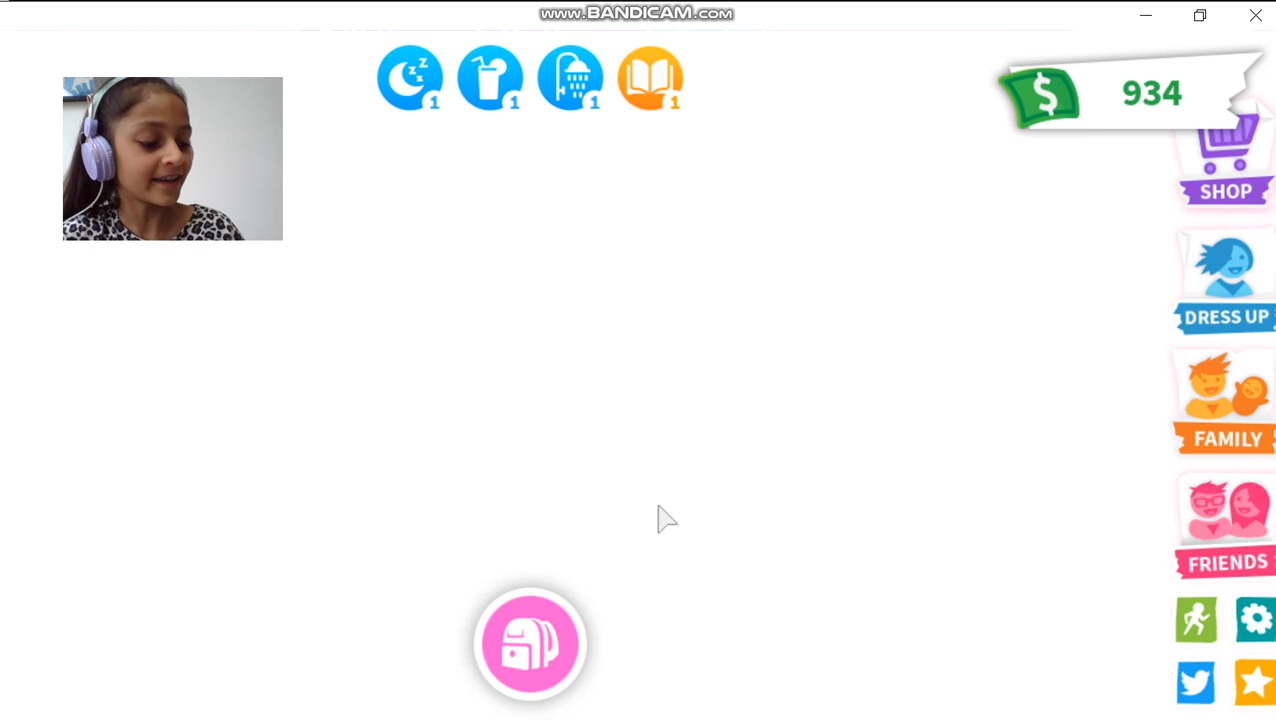 WWW.BANDICAM.COM
1
1
1
1
934
SHOP
DRESS UP
FAMILY
FRIENDS